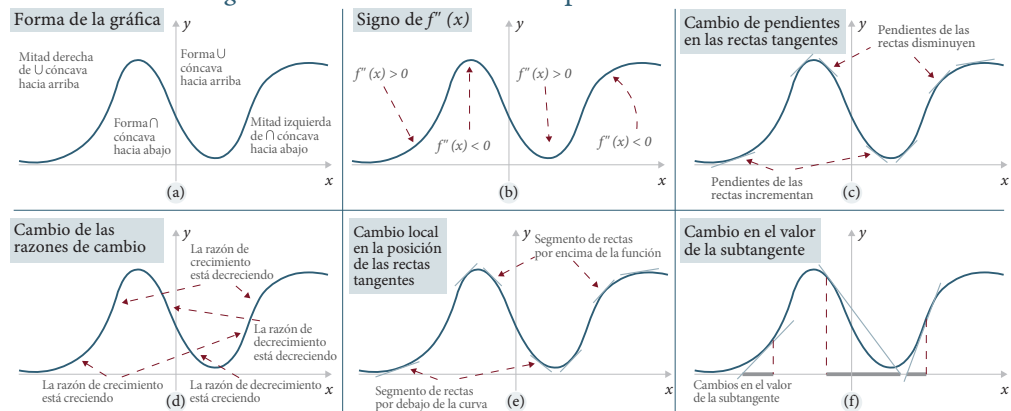 Forma de la gráfica
y
Mitad derecha
de ∪ cóncava
hacia arriba
Forma ∪
cóncava
hacia arriba
Forma ∩
cóncava
hacia abajo
Mitad izquierda
de ∩ cóncava
hacia abajo
x
(a)
Signo de f″ (x)
y
f″ (x) > 0
f″ (x) > 0
f″ (x) < 0
f″ (x) < 0
x
(b)
Cambio de pendientes
en las rectas tangentes
y
Pendientes de las
rectas disminuyen
Pendientes de las
rectas incrementan
x
(c)
Cambio de las
razones de cambio
y
La razón de
crecimiento
está decreciendo
La razón de
decrecimiento
está decreciendo
La razón de crecimiento
está creciendo
La razón de decrecimiento
está creciendo
x
(d)
Cambio local
en la posición
de las rectas
tangentes
y
Segmento de rectas
por encima de la función
Segmento de rectas
por debajo de la curva
x
(e)
Cambio en el valor
de la subtangente
y
Cambios en el valor
de la subtangente
x
(f)